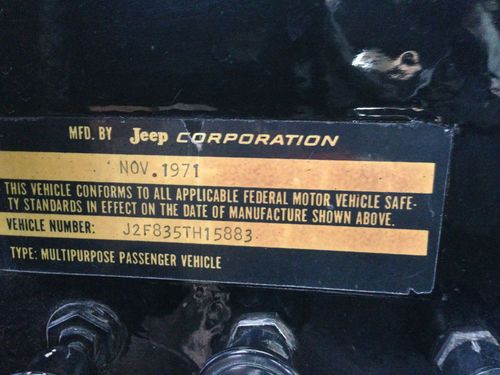 MFD. BY Jeep CORPORATION
NOV. 1971
THIS VEHICLE CONFORMS TO ALL APPLICABLE FEDERAL MOTOR VEHICLE SAFE-
TY STANDARDS IN EFFECT ON THE DATE OF MANUFACTURE SHOWN ABOVE.
VEHICLE NUMBER: J2F835TH15883
TYPE: MULTIPURPOSE PASSENGER VEHICLE